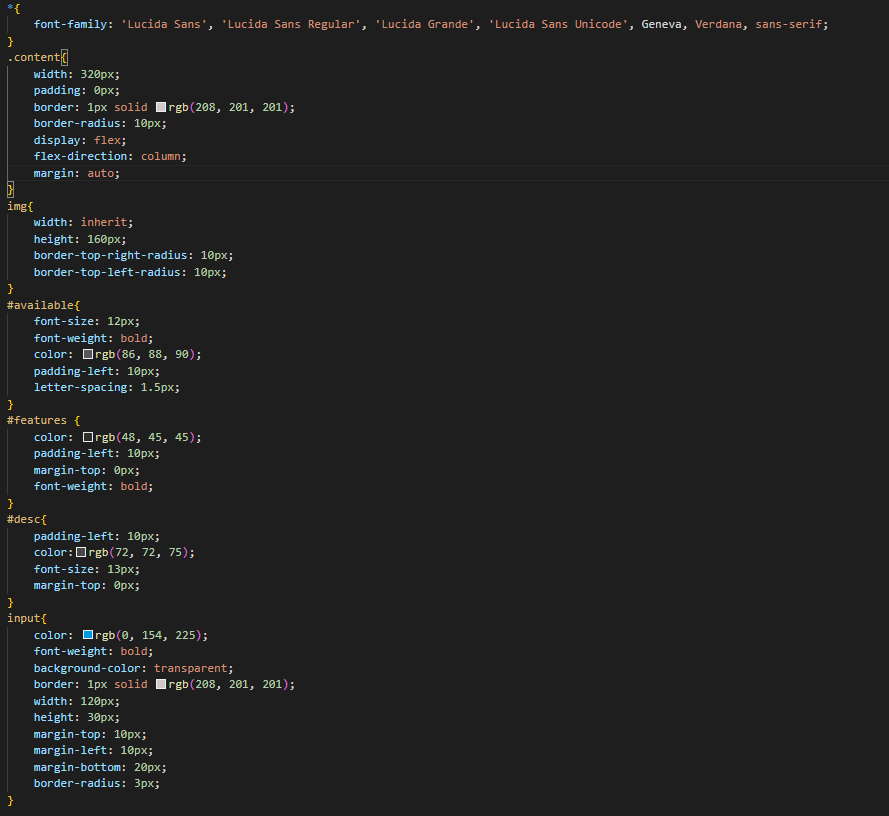 *{
    font-family: 'Lucida Sans', 'Lucida Sans Regular', 'Lucida Grande', 'Lucida Sans Unicode', Geneva, Verdana, sans-serif;
}
.content{
    width: 320px;
    padding: 0px;
    border: 1px solid rgb(208, 201, 201);
    border-radius: 10px;
    display: flex;
    flex-direction: column;
    margin: auto;
}
img{
    width: inherit;
    height: 160px;
    border-top-right-radius: 10px;
    border-top-left-radius: 10px;
}
#available{
    font-size: 12px;
    font-weight: bold;
    color: rgb(86, 88, 90);
    padding-left: 10px;
    letter-spacing: 1.5px;
}
#features {
    color: rgb(48, 45, 45);
    padding-left: 10px;
    margin-top: 0px;
    font-weight: bold;
}
#desc{
    padding-left: 10px;
    color:rgb(72, 72, 75);
    font-size: 13px;
    margin-top: 0px;
}
input{
    color: rgb(0, 154, 225);
    font-weight: bold;
    background-color: transparent;
    border: 1px solid rgb(208, 201, 201);
    width: 120px;
    height: 30px;
    margin-top: 10px;
    margin-left: 10px;
    margin-bottom: 20px;
    border-radius: 3px;
}